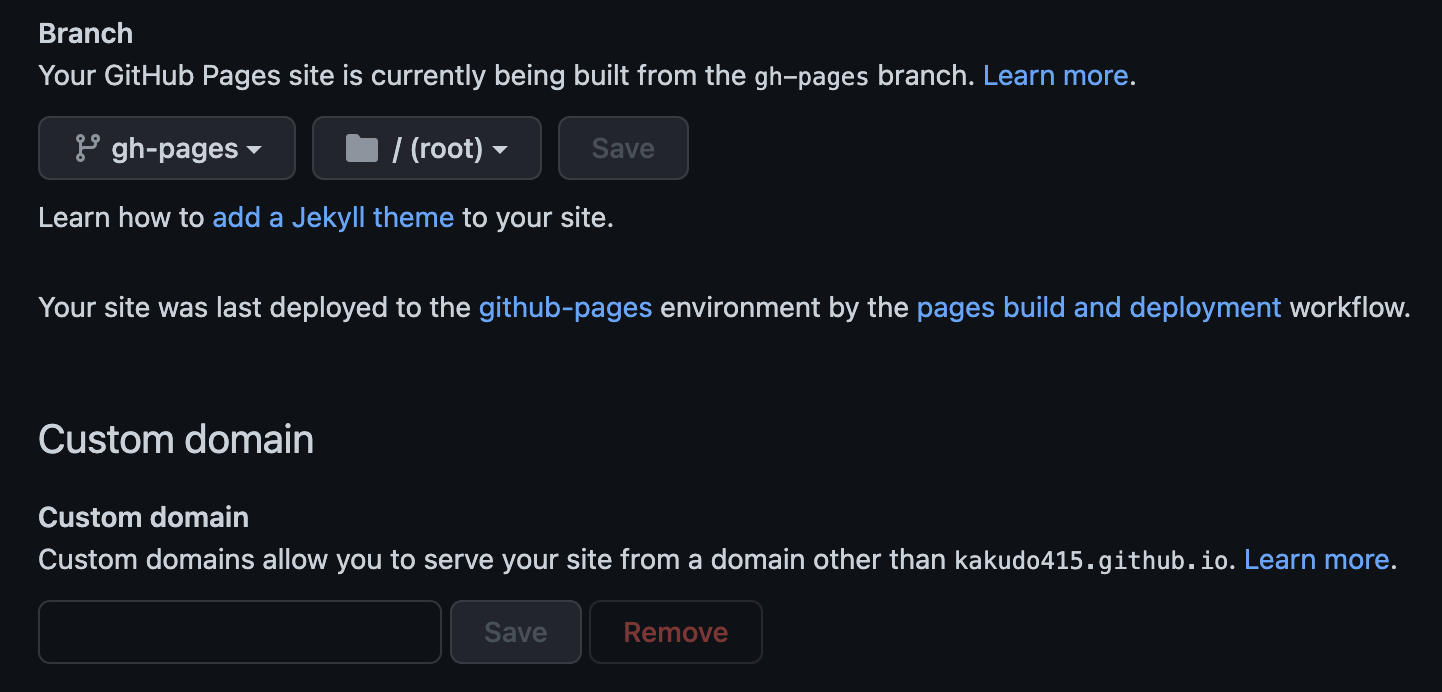 Branch
Your GitHub Pages site is currently being built from the gh-pages branch. Learn more.
gh-pages / (root) Save
Learn how to add a Jekyll theme to your site.
Your site was last deployed to the github-pages environment by the pages build and deployment workflow.
Custom domain
Custom domain
Custom domains allow you to serve your site from a domain other than kakudo415.github.io. Learn more.
Save Remove